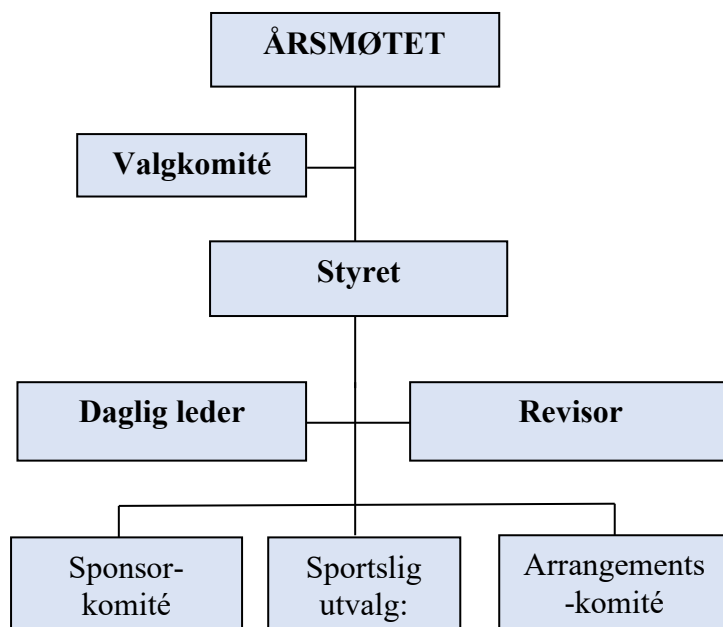 ÅRSMØTET
Valgkomité
Styret
Daglig leder
Revisor
Sponsor-
komité
Sportslig
utvalg:
Arrangements
-komité